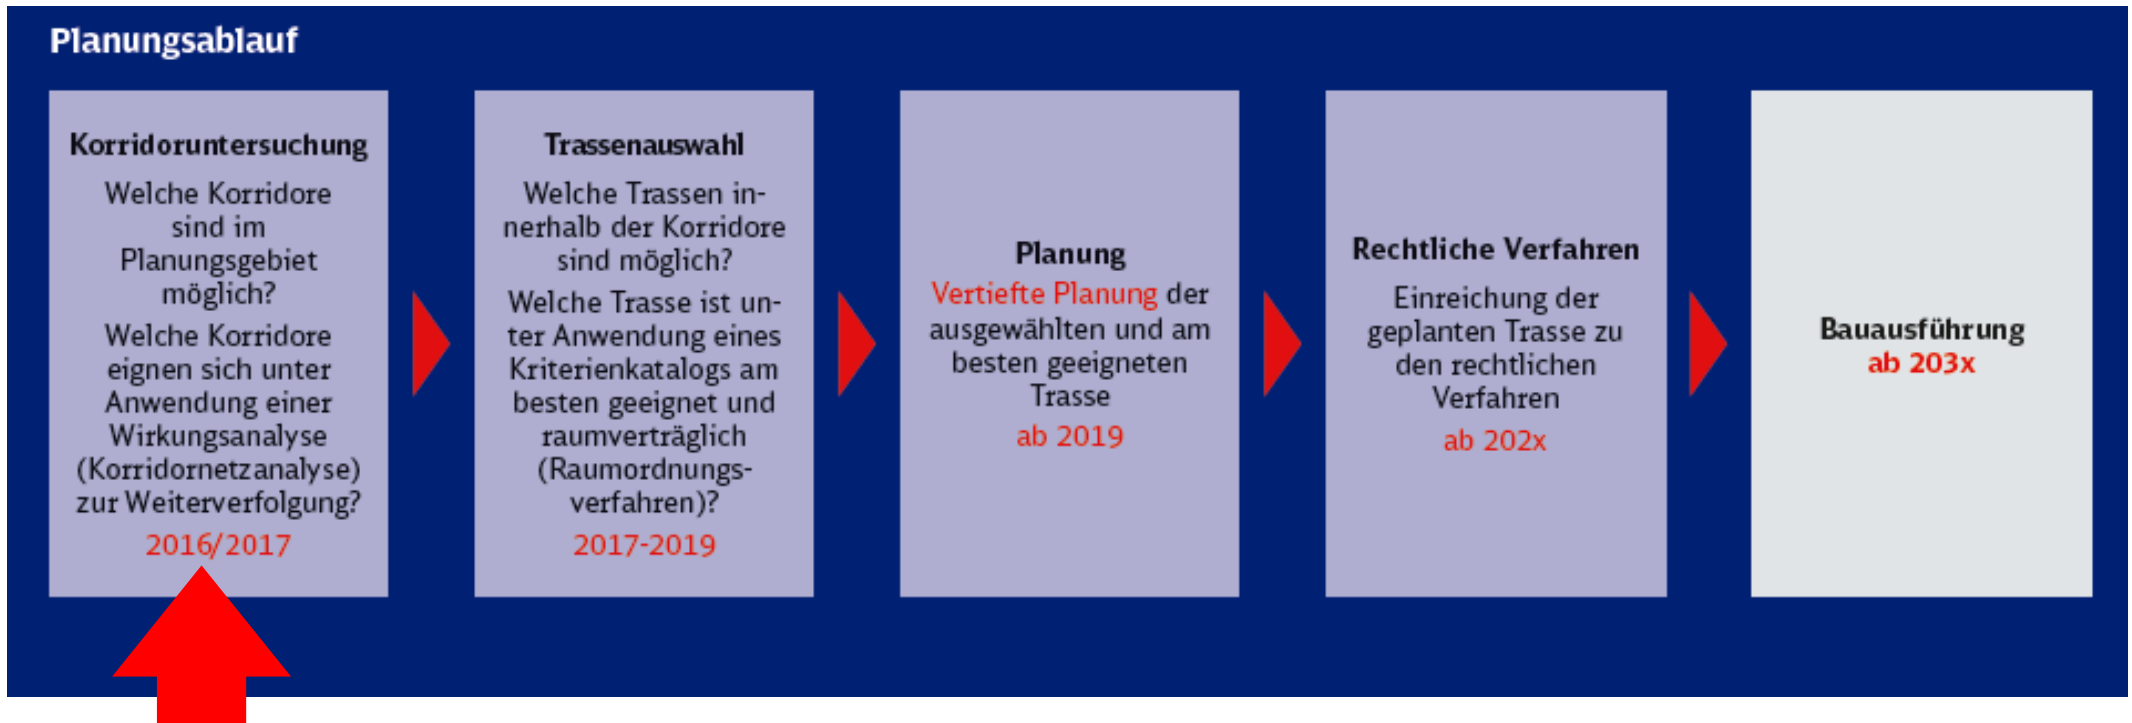 Planungsablauf
Korridoruntersuchung
Welche Korridore
sind im
Planungsgebiet
möglich?
Welche Korridore
eignen sich unter
Anwendung einer
Wirkungsanalyse
(Korridornetzanalyse)
zur Weiterverfolgung?
2016/2017
Trassenauswahl
Welche Trassen in-
nerhalb der Korridore
sind möglich?
Welche Trasse ist un-
ter Anwendung eines
Kriterienkatalogs am
besten geeignet und
raumverträglich
(Raumordnungs-
verfahren)?
2017-2019
Planung
Vertiefte Planung der
ausgewählten und am
besten geeigneten
Trasse
ab 2019
Rechtliche Verfahren
Einreichung der
geplanten Trasse zu
den rechtlichen
Verfahren
ab 202x
Bauausführung
ab 203x